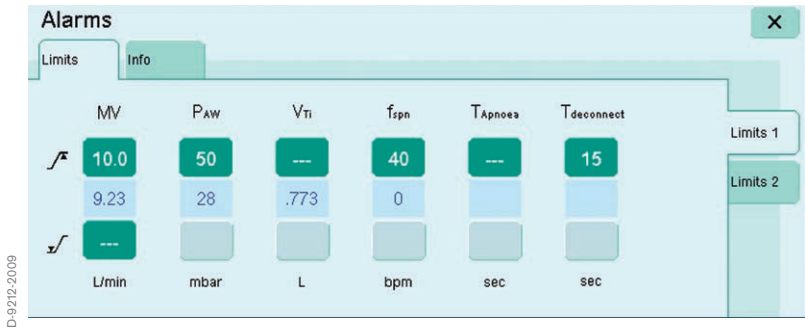 Alarms
×
Limits Info
MV PAW VTi fspn TApnoea Tdeconnect
Limits 1
10.0 50 --- 40 --- 15
Limits 2
9.23 28 .773 0
---
L/min mbar L bpm sec sec
D-9212-2009